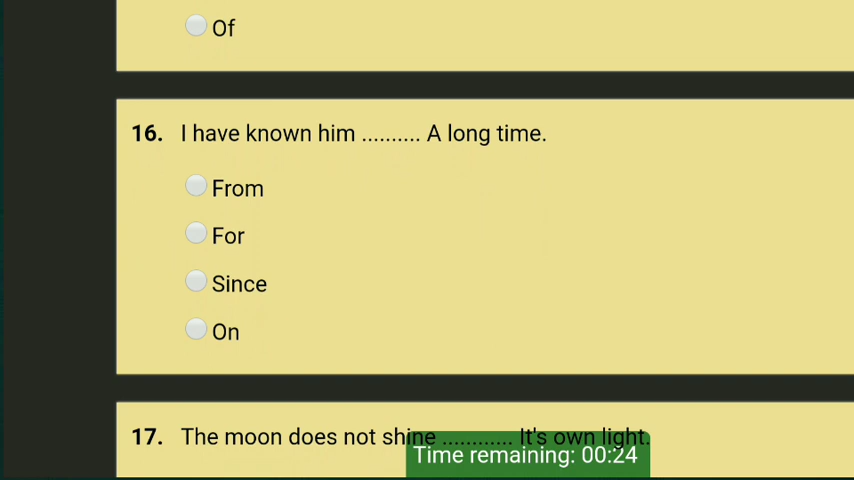 Of
16. I have known him .......... A long time.
From
For
Since
On
17. The moon does not shine ............ It's own light.
Time remaining: 00:24